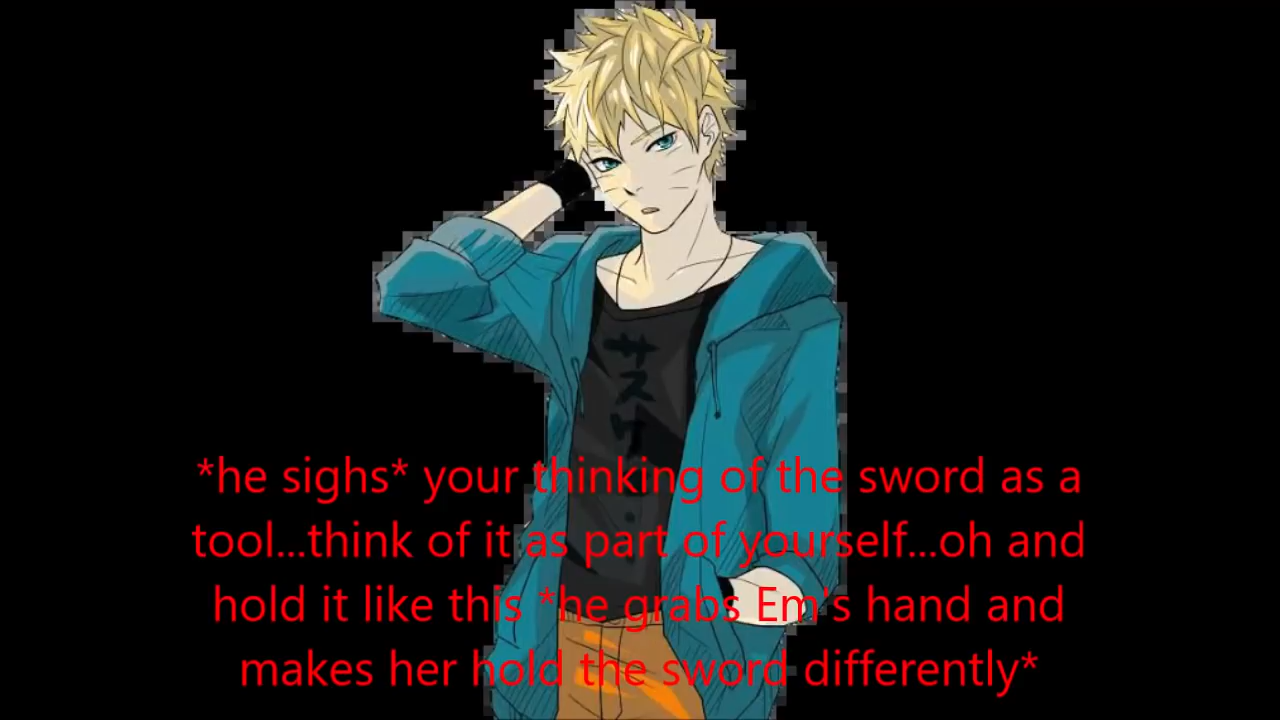 サスケ
*he sighs* your thinking of the sword as a
tool...think of it as part of yourself...oh and
hold it like this *he grabs Em's hand and
makes her hold the sword differently*